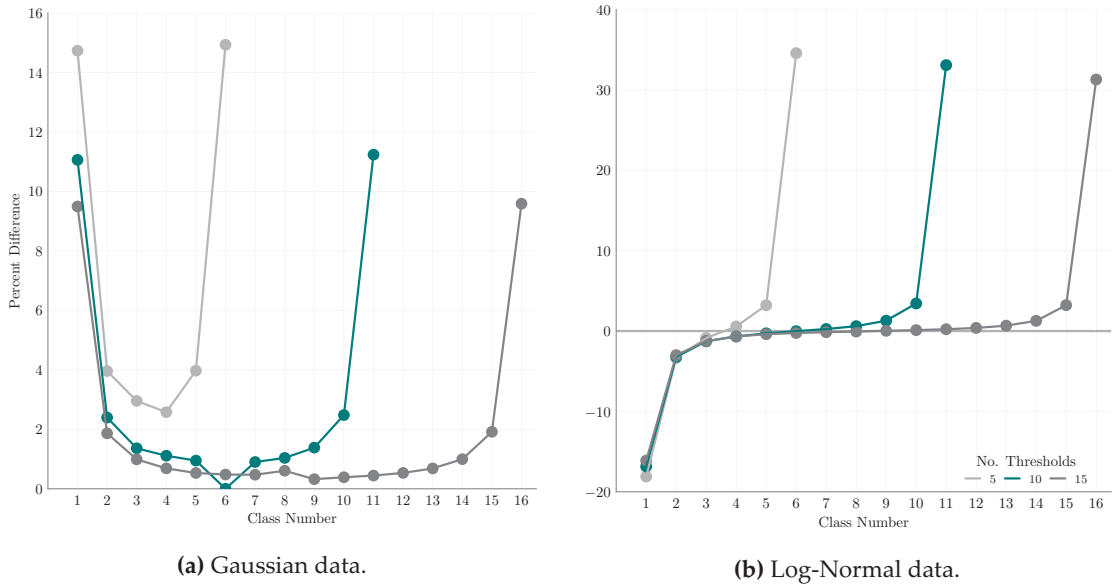 16
14
12
10
8
6
4
2
0
Percent Difference
1 2 3 4 5 6 7 8 9 10 11 12 13 14 15 16
Class Number
(a) Gaussian data.
40
30
20
10
0
−10
−20
No. Thresholds
5 10 15
1 2 3 4 5 6 7 8 9 10 11 12 13 14 15 16
Class Number
(b) Log-Normal data.